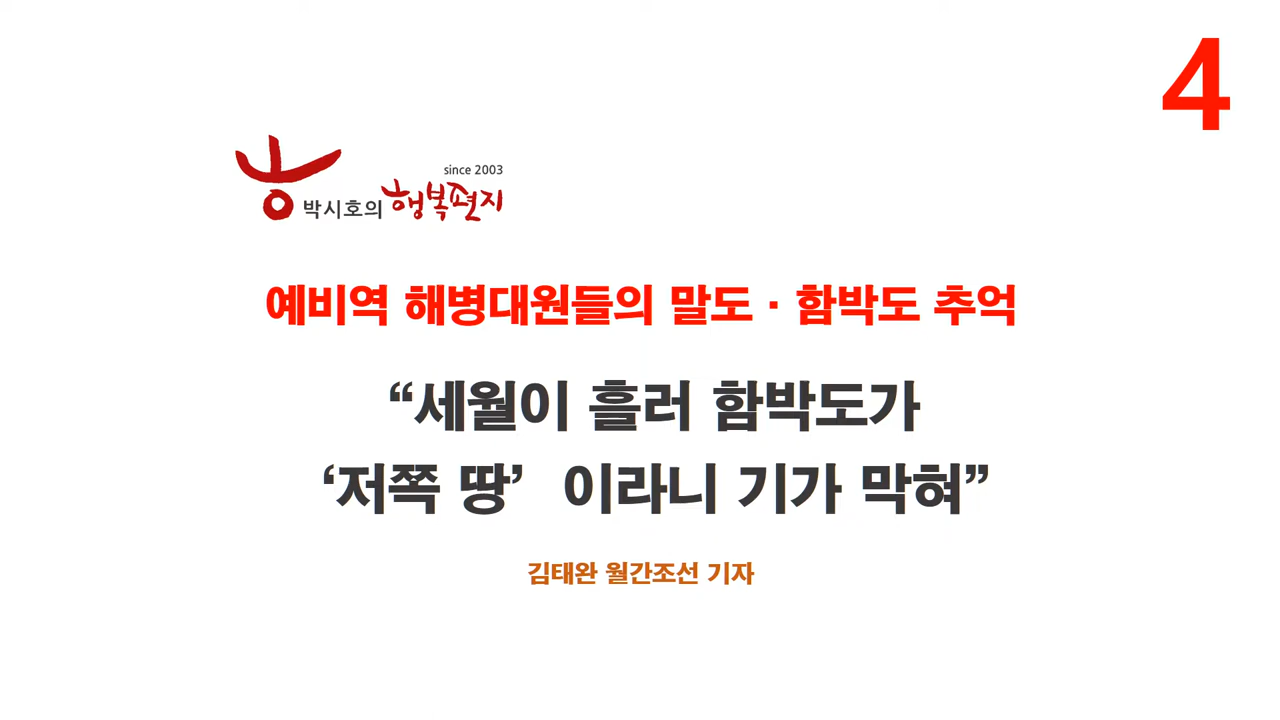 4
since 2003
박시호의 행복편지
예비역 해병대원들의 말도 · 함박도 추억
“세월이 흘러 함박도가
‘저쪽 땅’ 이라니 기가 막혀”
김태완 월간조선 기자